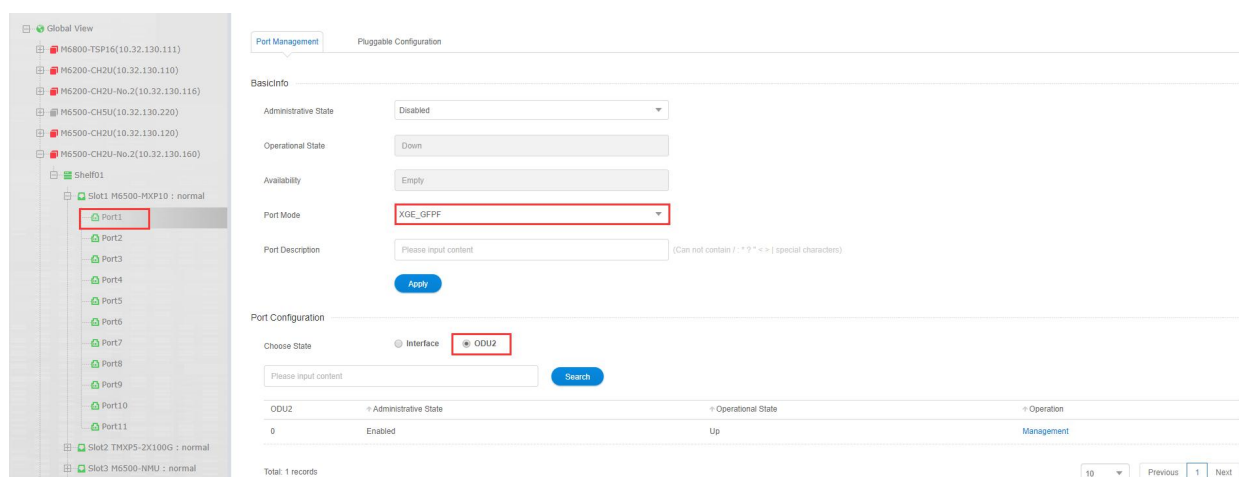 Global View
M6800-TSP16(10.32.130.111)
M6200-CH2U(10.32.130.110)
M6200-CH2U-No.2(10.32.130.116)
M6500-CH5U(10.32.130.220)
M6500-CH2U(10.32.130.120)
M6500-CH2U-No.2(10.32.130.160)
Shelf01
Slot1 M6500-MXP10 : normal
Port1
Port2
Port3
Port4
Port5
Port6
Port7
Port8
Port9
Port10
Port11
Slot2 TMXP5-2X100G : normal
Slot3 M6500-NMU : normal
Port Management Pluggable Configuration
BasicInfo
Administrative State Disabled
Operational State Down
Availability Empty
Port Mode XGE_GFPF
Port Description Please input content (Can not contain / : * ? " < > | special characters)
Apply
Port Configuration
Choose State Interface ODU2
Please input content Search
ODU2 Administrative State Operational State Operation
0 Enabled Up Management
Total: 1 records 10 Previous 1 Next